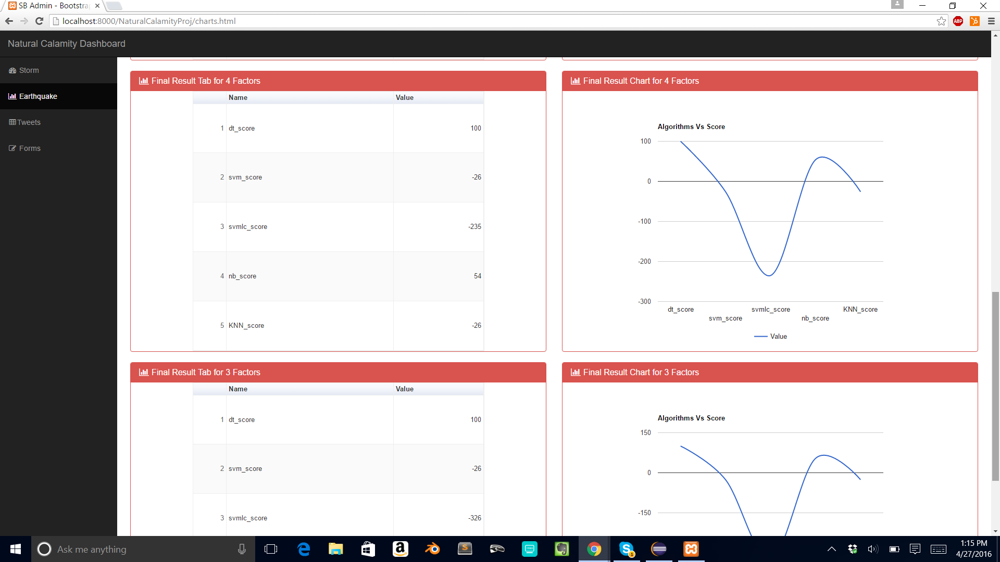 SB Admin - Bootstra
localhost:8000/NaturalCalamityProj/charts.html
ABP
Natural Calamity Dashboard
Storm
Earthquake
Tweets
Forms
Final Result Tab for 4 Factors
Name Value
1 dt_score 100
2 svm_score -26
3 svmlc_score -235
4 nb_score 54
5 KNN_score -26
Final Result Chart for 4 Factors
Algorithms Vs Score
100
0
-100
-200
-300
dt_score svmlc_score KNN_score
svm_score nb_score
Value
Final Result Tab for 3 Factors
Name Value
1 dt_score 100
2 svm_score -26
3 svmlc_score -326
Final Result Chart for 3 Factors
Algorithms Vs Score
150
0
-150
Ask me anything
1:15 PM
4/27/2016